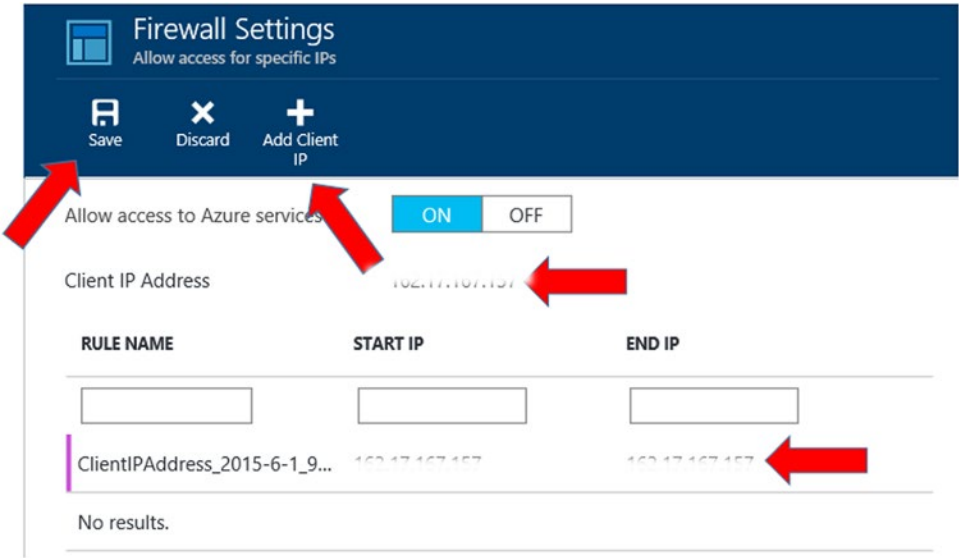 Firewall Settings
Allow access for specific IPs
Save Discard Add Client
IP
Allow access to Azure services ON OFF
Client IP Address
RULE NAME START IP END IP
ClientIPAddress_2015-6-1_9...
No results.